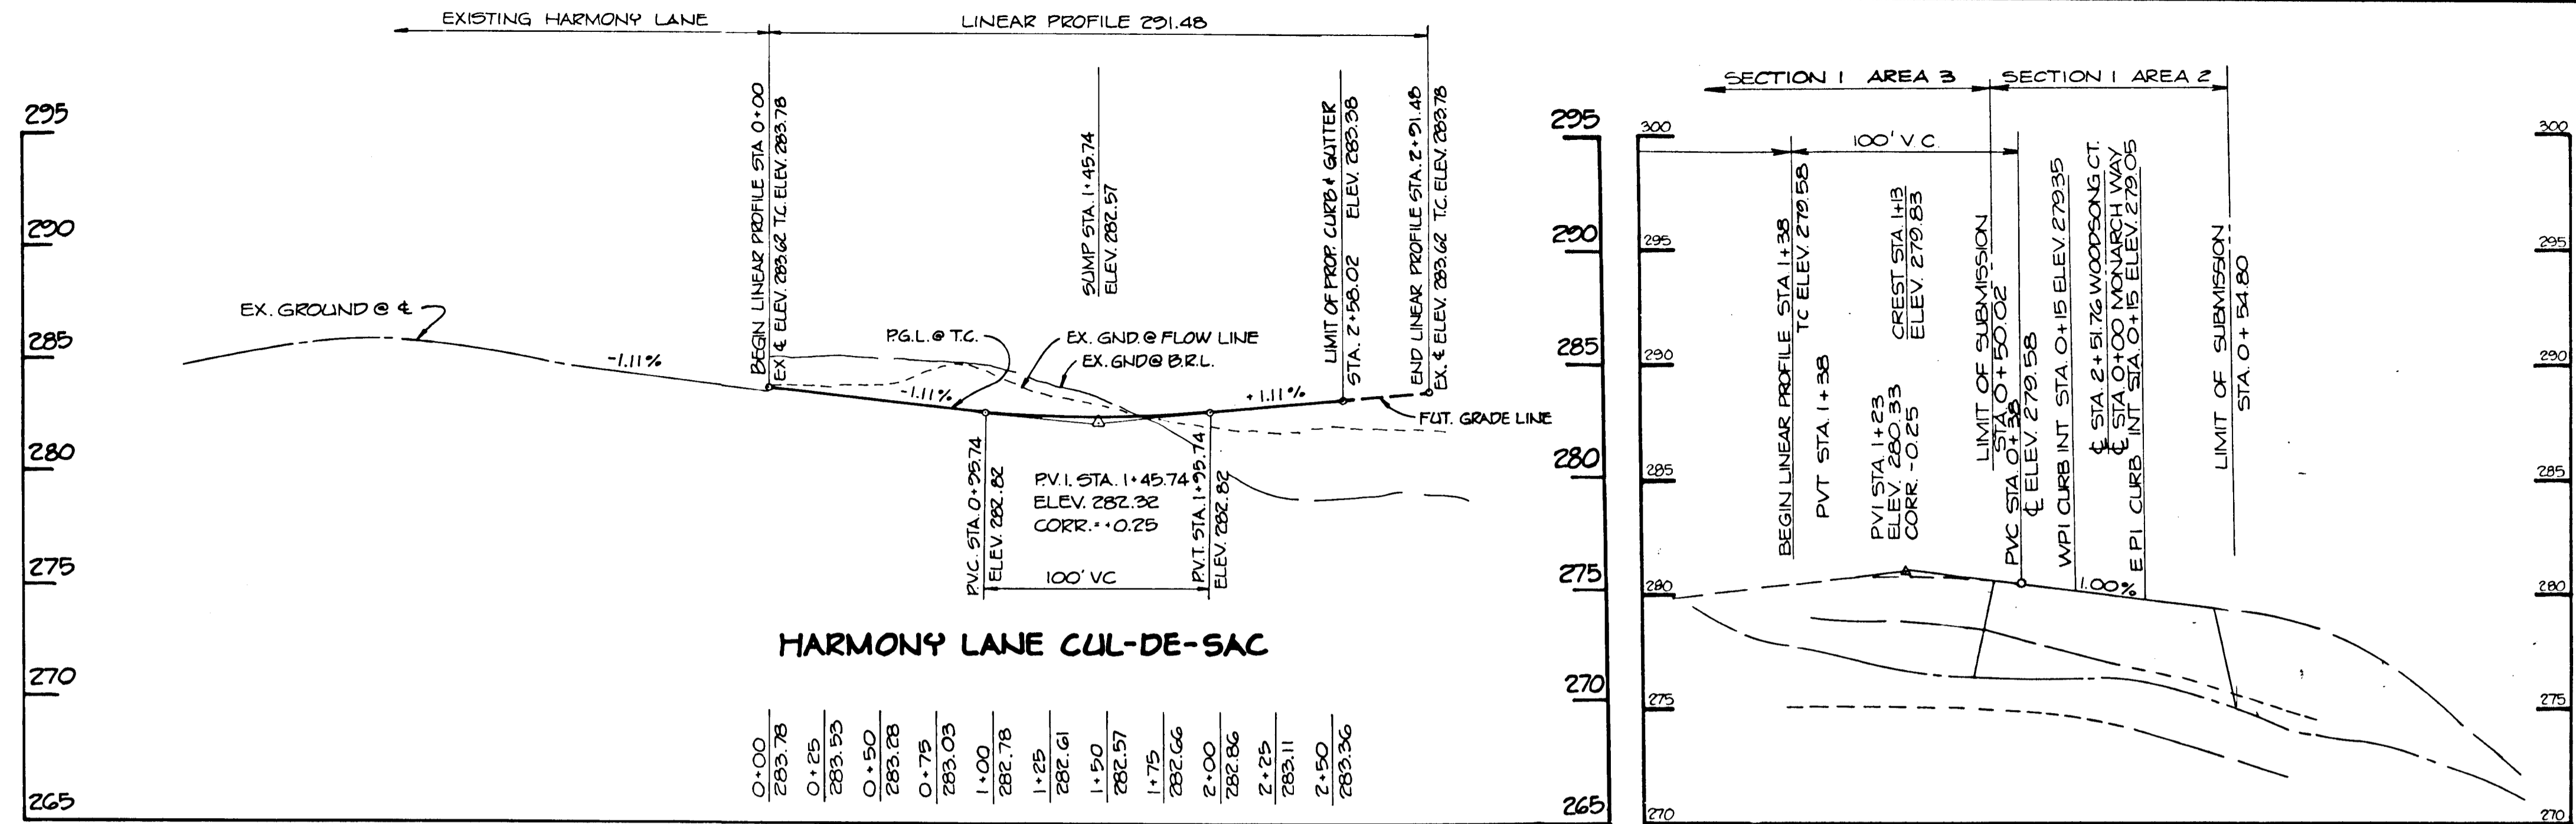 EXISTING HARMONY LANE
LINEAR PROFILE 291.48
295
290
285
280
275
270
265
EX. GROUND @ ℄
-1.11%
BEGIN LINEAR PROFILE STA 0+00
EX ℄ ELEV. 283.62 T.C. ELEV. 283.78
P.G.L. @ T.C.
-1.11%
SUMP STA. 1+45.74
ELEV. 282.57
EX. GND. @ FLOW LINE
EX. GND @ B.R.L.
+1.11%
LIMIT OF PROP. CURB & GUTTER
STA. 2+58.02 ELEV. 283.38
END LINEAR PROFILE STA. 2+91.48
EX. ℄ ELEV. 283.62 T.C. ELEV. 283.78
FUT. GRADE LINE
P.V.C. STA. 0+95.74
ELEV. 282.82
P.V.I. STA. 1+45.74
ELEV. 282.32
CORR. = +0.25
100' VC
P.V.T. STA. 1+95.74
ELEV. 282.82
HARMONY LANE CUL-DE-SAC
0+00
283.78
0+25
283.53
0+50
283.28
0+75
283.03
1+00
282.78
1+25
282.61
1+50
282.57
1+75
282.66
2+00
282.86
2+25
283.11
2+50
283.36
295
290
285
280
275
270
265
SECTION 1 AREA 3
SECTION 1 AREA 2
300
295
290
285
280
275
270
100' V.C.
BEGIN LINEAR PROFILE STA 1+38
TC ELEV. 279.58
PVT STA. 1+38
PVI STA. 1+23
ELEV. 280.33
CORR. -0.25
CREST STA. 1+13
ELEV. 279.83
LIMIT OF SUBMISSION
STA. 0+50.02
PVC STA. 0+38
℄ ELEV. 279.58
WPI CURB INT STA. 0+15 ELEV. 279.35
℄ STA. 2+51.76 WOODSONG CT.
℄ STA. 0+00 MONARCH WAY
E PI CURB INT STA. 0+15 ELEV. 279.05
LIMIT OF SUBMISSION
STA. 0+54.80
1.00%
300
295
290
285
280
275
270